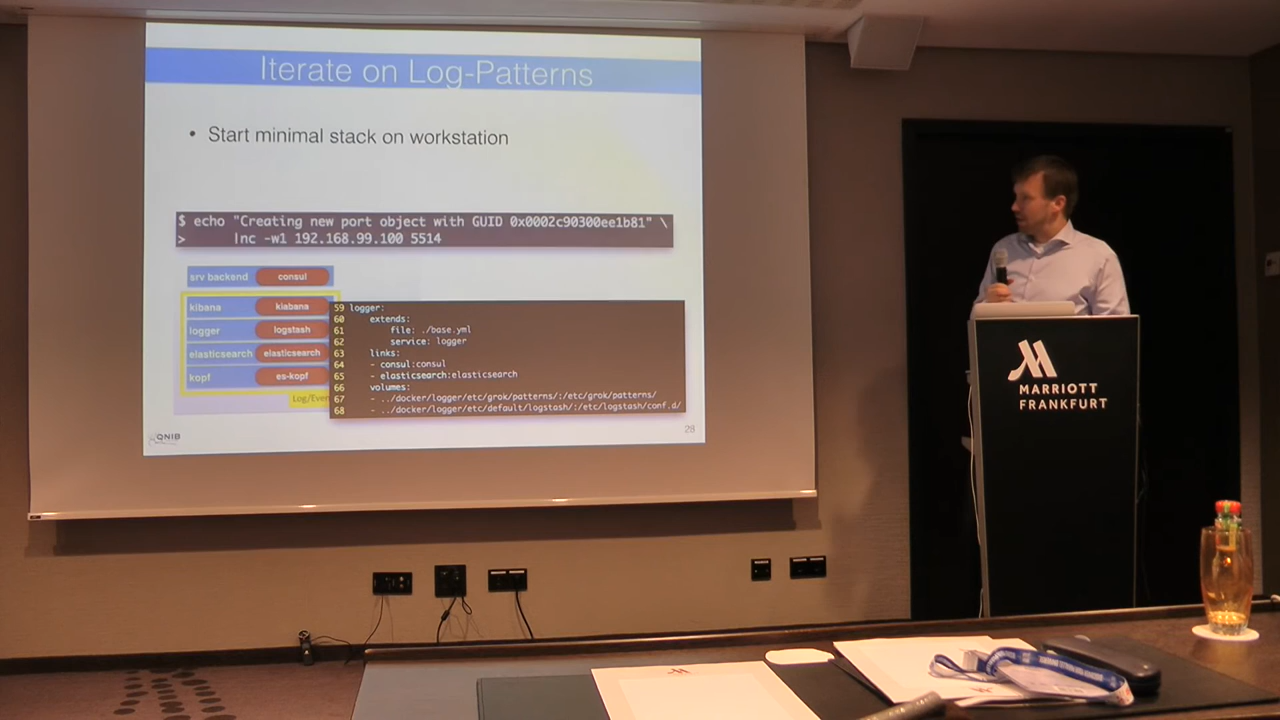 Iterate on Log-Patterns
• Start minimal stack on workstation
$ echo "Creating new port object with GUID 0x0002c90300ee1b81" \
> |nc -w1 192.168.99.100 5514
srv backend consul
kibana kiabana
logger logstash
elasticsearch elasticsearch
kopf es-kopf
Log/Even
59 logger:
60 extends:
61 file: ./base.yml
62 service: logger
63 links:
64 - consul:consul
65 - elasticsearch:elasticsearch
66 volumes:
67 - ../docker/logger/etc/grok/patterns/:/etc/grok/patterns/
68 - ../docker/logger/etc/default/logstash/:/etc/logstash/conf.d/
QNIB
28
MARRIOTT
FRANKFURT